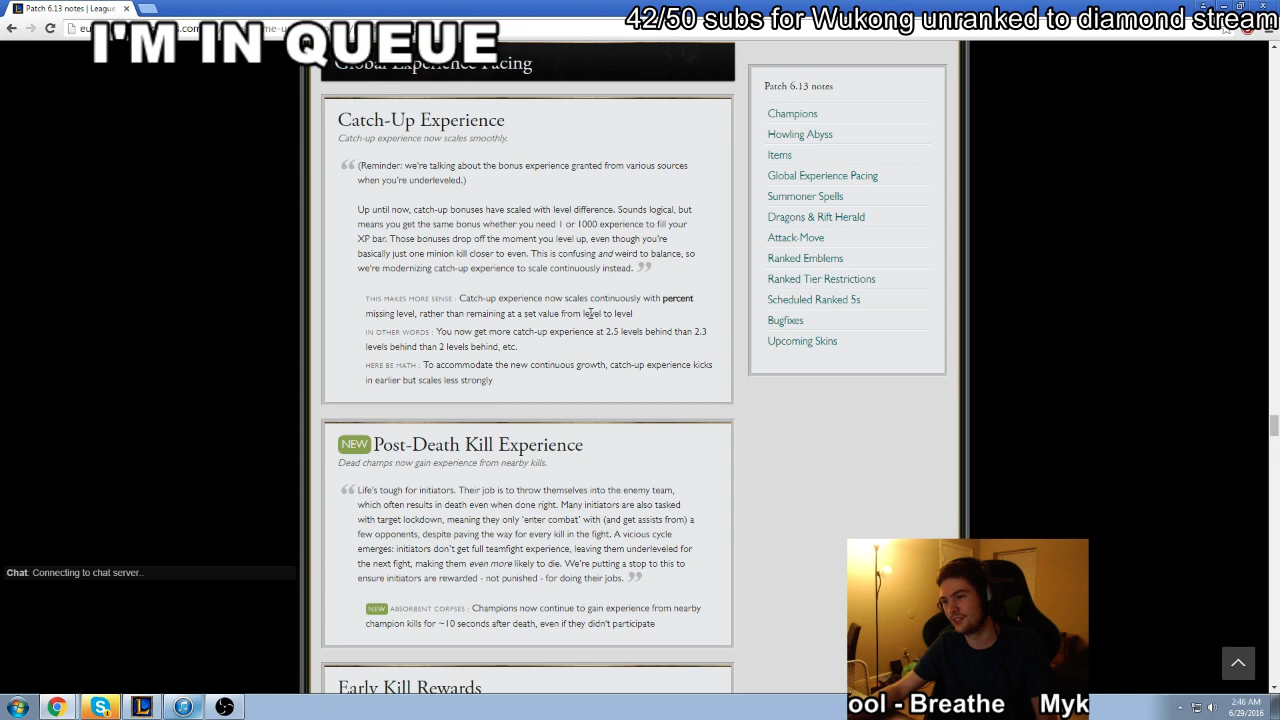 Patch 6.13 notes | League
I'M IN QUEUE
42/50 subs for Wukong unranked to diamond stream
Global Experience Pacing
Catch-Up Experience
Catch-up experience now scales smoothly.
(Reminder: we're talking about the bonus experience granted from various sources
when you're underleveled.)
Up until now, catch-up bonuses have scaled with level difference. Sounds logical, but
means you get the same bonus whether you need 1 or 1000 experience to fill your
XP bar. Those bonuses drop off the moment you level up, even though you're
basically just one minion kill closer to even. This is confusing and weird to balance, so
we're modernizing catch-up experience to scale continuously instead.
THIS MAKES MORE SENSE : Catch-up experience now scales continuously with percent
missing level, rather than remaining at a set value from level to level
IN OTHER WORDS : You now get more catch-up experience at 2.5 levels behind than 2.3
levels behind than 2 levels behind, etc.
HERE BE MATH : To accommodate the new continuous growth, catch-up experience kicks
in earlier but scales less strongly
NEW Post-Death Kill Experience
Dead champs now gain experience from nearby kills.
Life's tough for initiators. Their job is to throw themselves into the enemy team,
which often results in death even when done right. Many initiators are also tasked
with target lockdown, meaning they only 'enter combat' with (and get assists from) a
few opponents, despite paving the way for every kill in the fight. A vicious cycle
emerges: initiators don't get full teamfight experience, leaving them underleveled for
the next fight, making them even more likely to die. We're putting a stop to this to
ensure initiators are rewarded - not punished - for doing their jobs.
NEW ABSORBENT CORPSES : Champions now continue to gain experience from nearby
champion kills for ~10 seconds after death, even if they didn't participate
Early Kill Rewards
Patch 6.13 notes
Champions
Howling Abyss
Items
Global Experience Pacing
Summoner Spells
Dragons & Rift Herald
Attack-Move
Ranked Emblems
Ranked Tier Restrictions
Scheduled Ranked 5s
Bugfixes
Upcoming Skins
Chat: Connecting to chat server..
ool - Breathe Myk
2:46 AM
6/29/2016